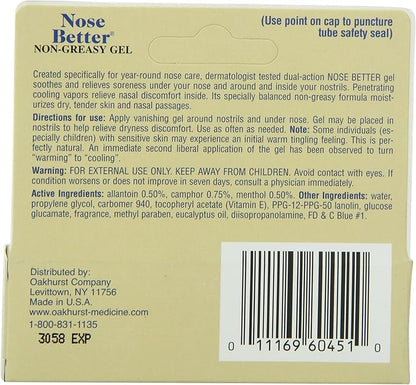 Nose
Better®
NON-GREASY GEL
(Use point on cap to puncture
tube safety seal)
Created specifically for year-round nose care, dermatologist tested dual-action NOSE BETTER gel
soothes and relieves soreness under your nose and around and inside your nostrils. Penetrating
cooling vapors relieve nasal discomfort inside. Its specially balanced non-greasy formula moistur-
izes dry, tender skin and nasal passages.
Directions for use: Apply vanishing gel around nostrils and under nose. Gel may be placed in
nostrils to help relieve dryness discomfort. Use as often as needed. Note: Some individuals (es-
pecially children) with sensitive skin may experience an initial warm tingling feeling. This is per-
fectly natural. An immediate second liberal application of the gel has been observed to turn
"warming" to "cooling".
Warning: FOR EXTERNAL USE ONLY. KEEP AWAY FROM CHILDREN. Avoid contact with eyes. If
condition worsens or does not improve in seven days, consult a physician immediately.
Active Ingredients: allantoin 0.50%, camphor 0.75%, menthol 0.50%. Other Ingredients: water,
propylene glycol, carbomer 940, tocopheryl acetate (Vitamin E), PPG-12-PPG-50 lanolin, glucose
glucamate, fragrance, methyl paraben, eucalyptus oil, diisopropanolamine, FD & C Blue #1.
Distributed by:
Oakhurst Company
Levittown, NY 11756
Made in U.S.A.
www.oakhurst-medicine.com
1-800-831-1135
3058 EXP
0 11169 60451 0